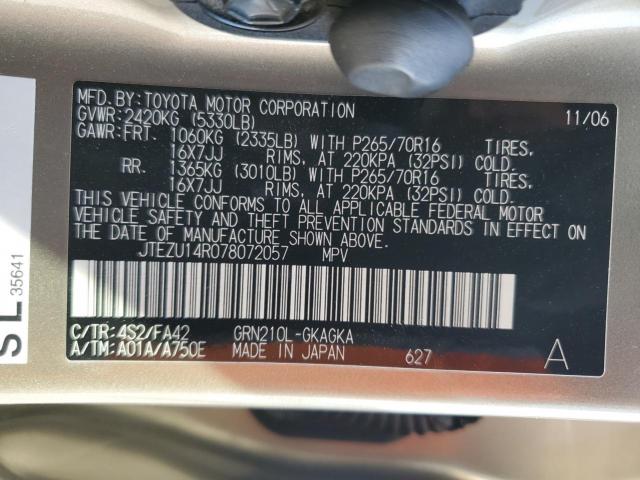 MFD. BY: TOYOTA MOTOR CORPORATION 11/06
GVWR: 2420KG (5330LB)
GAWR: FRT. 1060KG (2335LB) WITH P265/70R16 TIRES,
16X7JJ RIMS, AT 220KPA (32PSI) COLD.
RR. 1365KG (3010LB) WITH P265/70R16 TIRES,
16X7JJ RIMS, AT 220KPA (32PSI) COLD.
THIS VEHICLE CONFORMS TO ALL APPLICABLE FEDERAL MOTOR
VEHICLE SAFETY AND THEFT PREVENTION STANDARDS IN EFFECT ON
THE DATE OF MANUFACTURE SHOWN ABOVE.
JTEZU14R078072057 MPV
C/TR: 4S2/FA42 GRN210L-GKAGKA
A/TM: A01A/A750E MADE IN JAPAN 627 A
SL
35641